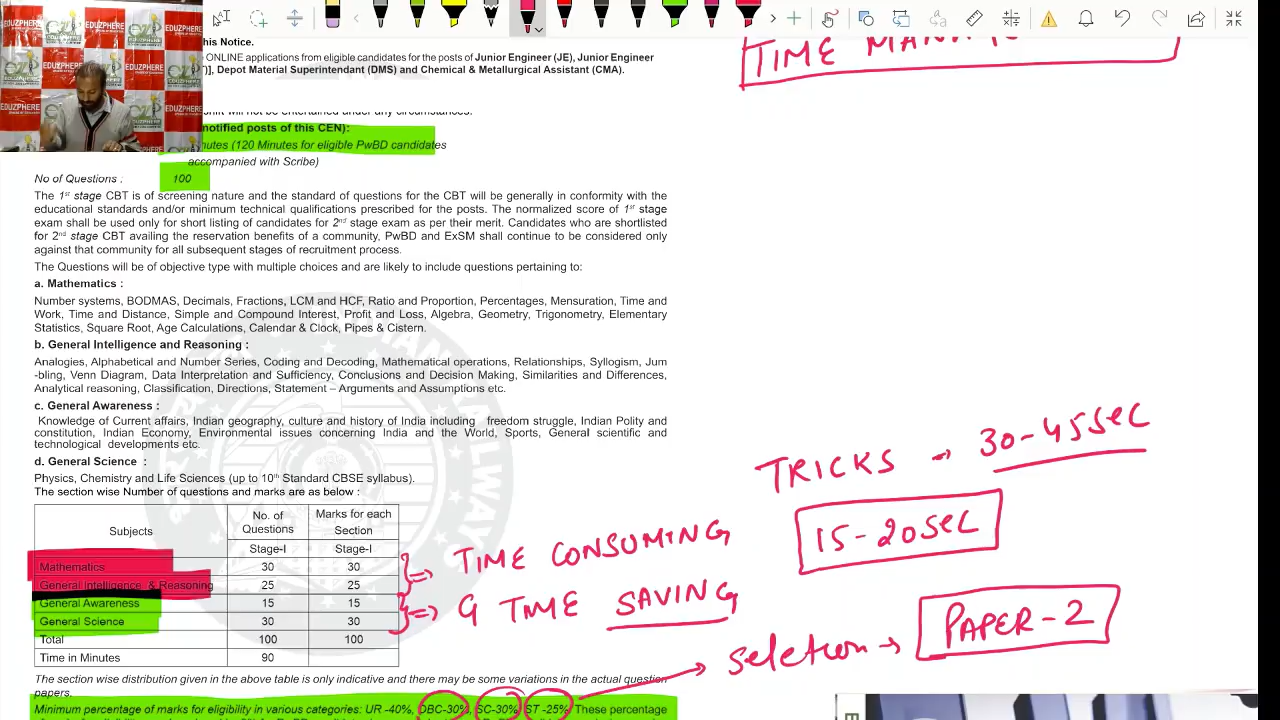 EDUZPHERE
TIME
his Notice.
ONLINE applications from eligible candidates for the posts of Junior Engineer (JE), Junior Engineer
)], Depot Material Superintendent (DMS) and Chemical & Metallurgical Assistant (CMA).
shift will not be entertained under any circumstances.
notified posts of this CEN):
nutes (120 Minutes for eligible PwBD candidates
accompanied with Scribe)
No of Questions : 100
The 1st stage CBT is of screening nature and the standard of questions for the CBT will be generally in conformity with the
educational standards and/or minimum technical qualifications prescribed for the posts. The normalized score of 1st stage
exam shall be used only for short listing of candidates for 2nd stage exam as per their merit. Candidates who are shortlisted
for 2nd stage CBT availing the reservation benefits of a community, PwBD and ExSM shall continue to be considered only
against that community for all subsequent stages of recruitment process.
The Questions will be of objective type with multiple choices and are likely to include questions pertaining to:
a. Mathematics :
Number systems, BODMAS, Decimals, Fractions, LCM and HCF, Ratio and Proportion, Percentages, Mensuration, Time and
Work, Time and Distance, Simple and Compound Interest, Profit and Loss, Algebra, Geometry, Trigonometry, Elementary
Statistics, Square Root, Age Calculations, Calendar & Clock, Pipes & Cistern.
b. General Intelligence and Reasoning :
Analogies, Alphabetical and Number Series, Coding and Decoding, Mathematical operations, Relationships, Syllogism, Jum
-bling, Venn Diagram, Data Interpretation and Sufficiency, Conclusions and Decision Making, Similarities and Differences,
Analytical reasoning, Classification, Directions, Statement – Arguments and Assumptions etc.
c. General Awareness :
Knowledge of Current affairs, Indian geography, culture and history of India including freedom struggle, Indian Polity and
constitution, Indian Economy, Environmental issues concerning India and the World, Sports, General scientific and
technological developments etc.
d. General Science :
Physics, Chemistry and Life Sciences (up to 10th Standard CBSE syllabus).
The section wise Number of questions and marks are as below :
Subjects No. of Questions Marks for each Section
Stage-I Stage-I
Mathematics 30 30
General Intelligence & Reasoning 25 25
General Awareness 15 15
General Science 30 30
Total 100 100
Time in Minutes 90
The section wise distribution given in the above table is only indicative and there may be some variations in the actual question
papers.
Minimum percentage of marks for eligibility in various categories: UR -40%, OBC-30%, SC-30%, ST -25%. These percentage
TRICKS → 30-45 SEC
15-20 SEC
TIME CONSUMING
TIME SAVING
seletion → PAPER-2